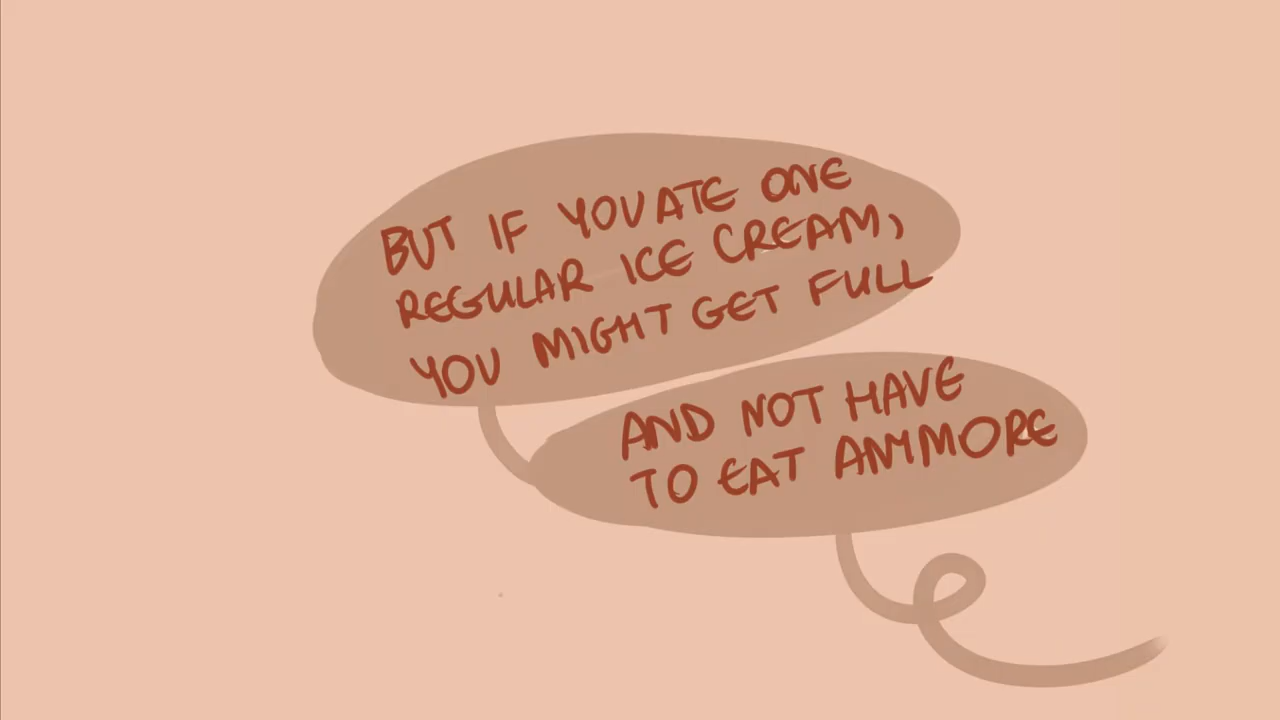 BUT IF YOU ATE ONE
REGULAR ICE CREAM,
YOU MIGHT GET FULL
AND NOT HAVE
TO EAT ANYMORE